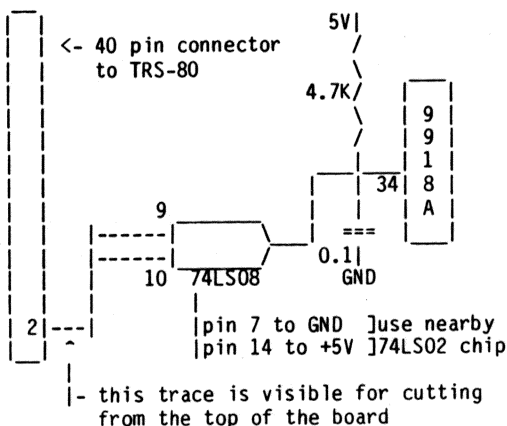 5V
<- 40 pin connector
to TRS-80
4.7K
9
9
1
34 8
A
9
0.1
10 74LS08 GND
2 pin 7 to GND ]use nearby
pin 14 to +5V ]74LS02 chip
- this trace is visible for cutting
from the top of the board